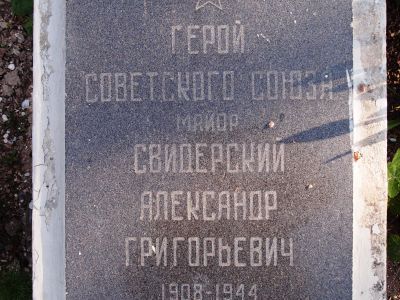 ГЕРОЙ
СОВЕТСКОГО СОЮЗА
МАЙОР
СВИДЕРСКИЙ
АЛЕКСАНДР
ГРИГОРЬЕВИЧ
1908-1944